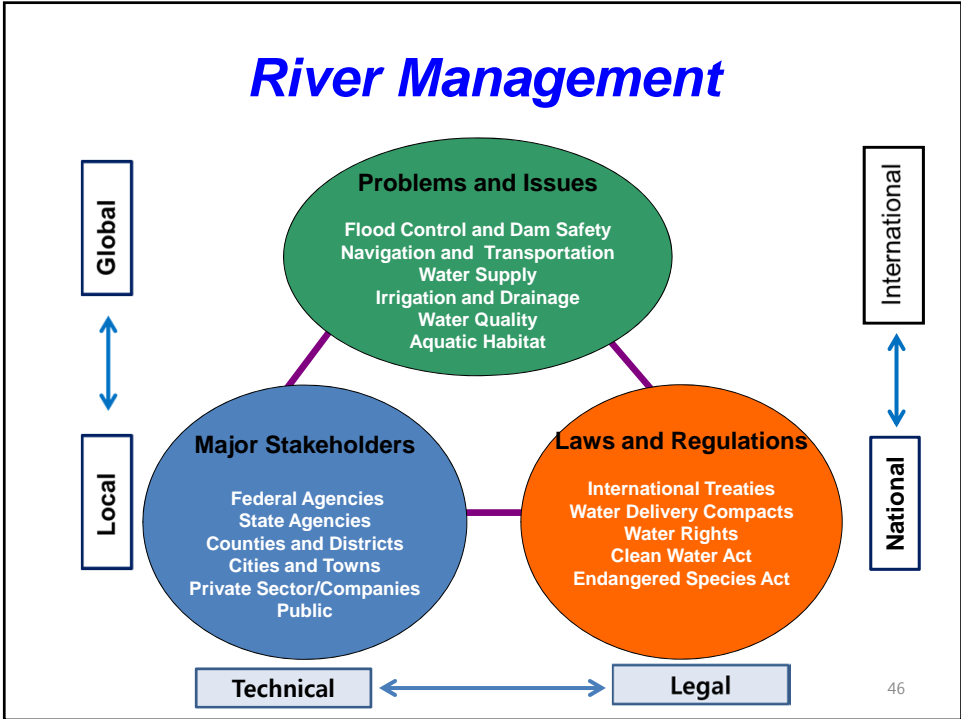 River Management
Global
International
Problems and Issues
Flood Control and Dam Safety
Navigation and Transportation
Water Supply
Irrigation and Drainage
Water Quality
Aquatic Habitat
Local
Major Stakeholders
Federal Agencies
State Agencies
Counties and Districts
Cities and Towns
Private Sector/Companies
Public
Laws and Regulations
International Treaties
Water Delivery Compacts
Water Rights
Clean Water Act
Endangered Species Act
National
Technical
Legal
46